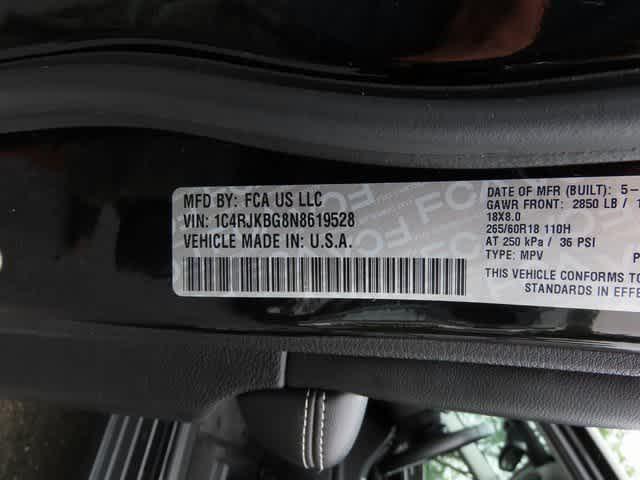 MFD BY: FCA US LLC
VIN: 1C4RJKBG8N8619528
VEHICLE MADE IN: U.S.A.
DATE OF MFR (BUILT): 5-
GAWR FRONT: 2850 LB / 1
18X8.0
265/60R18 110H
AT 250 kPa / 36 PSI
TYPE: MPV
THIS VEHICLE CONFORMS TO
STANDARDS IN EFFE